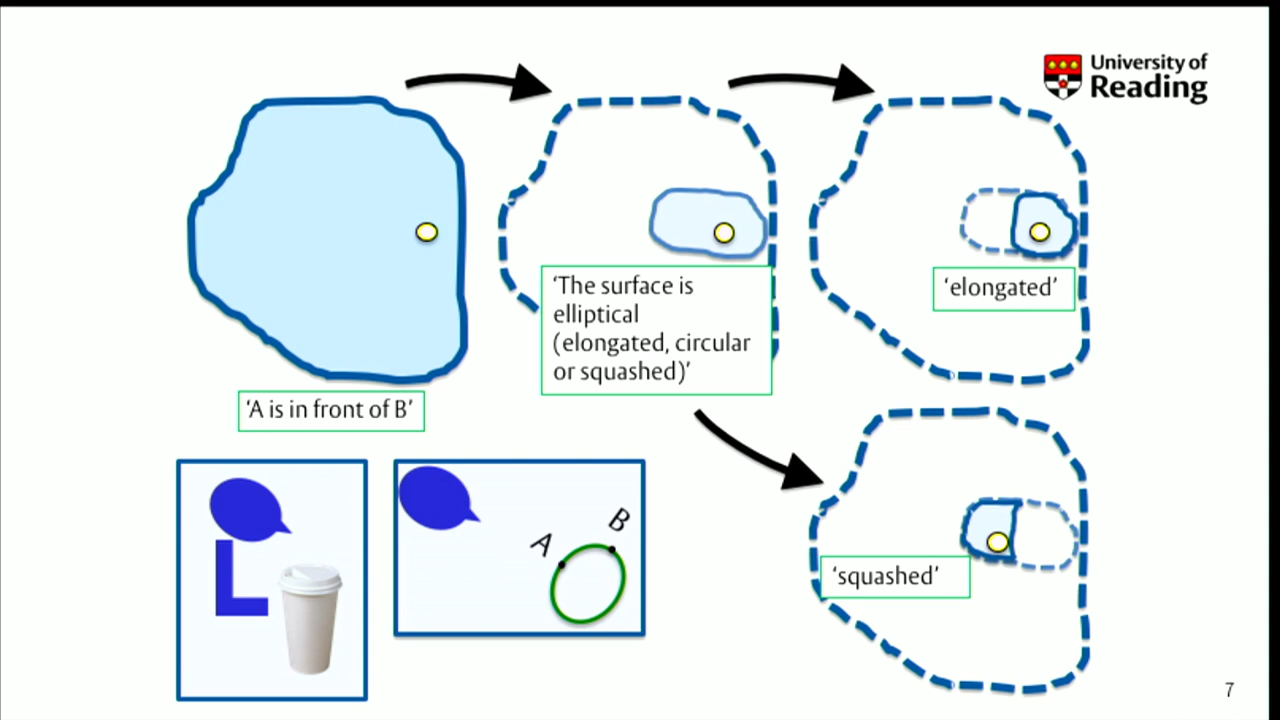 University of
Reading
'A is in front of B'
‘The surface is
elliptical
(elongated, circular
or squashed)’
‘elongated’
‘squashed’
A
B
7